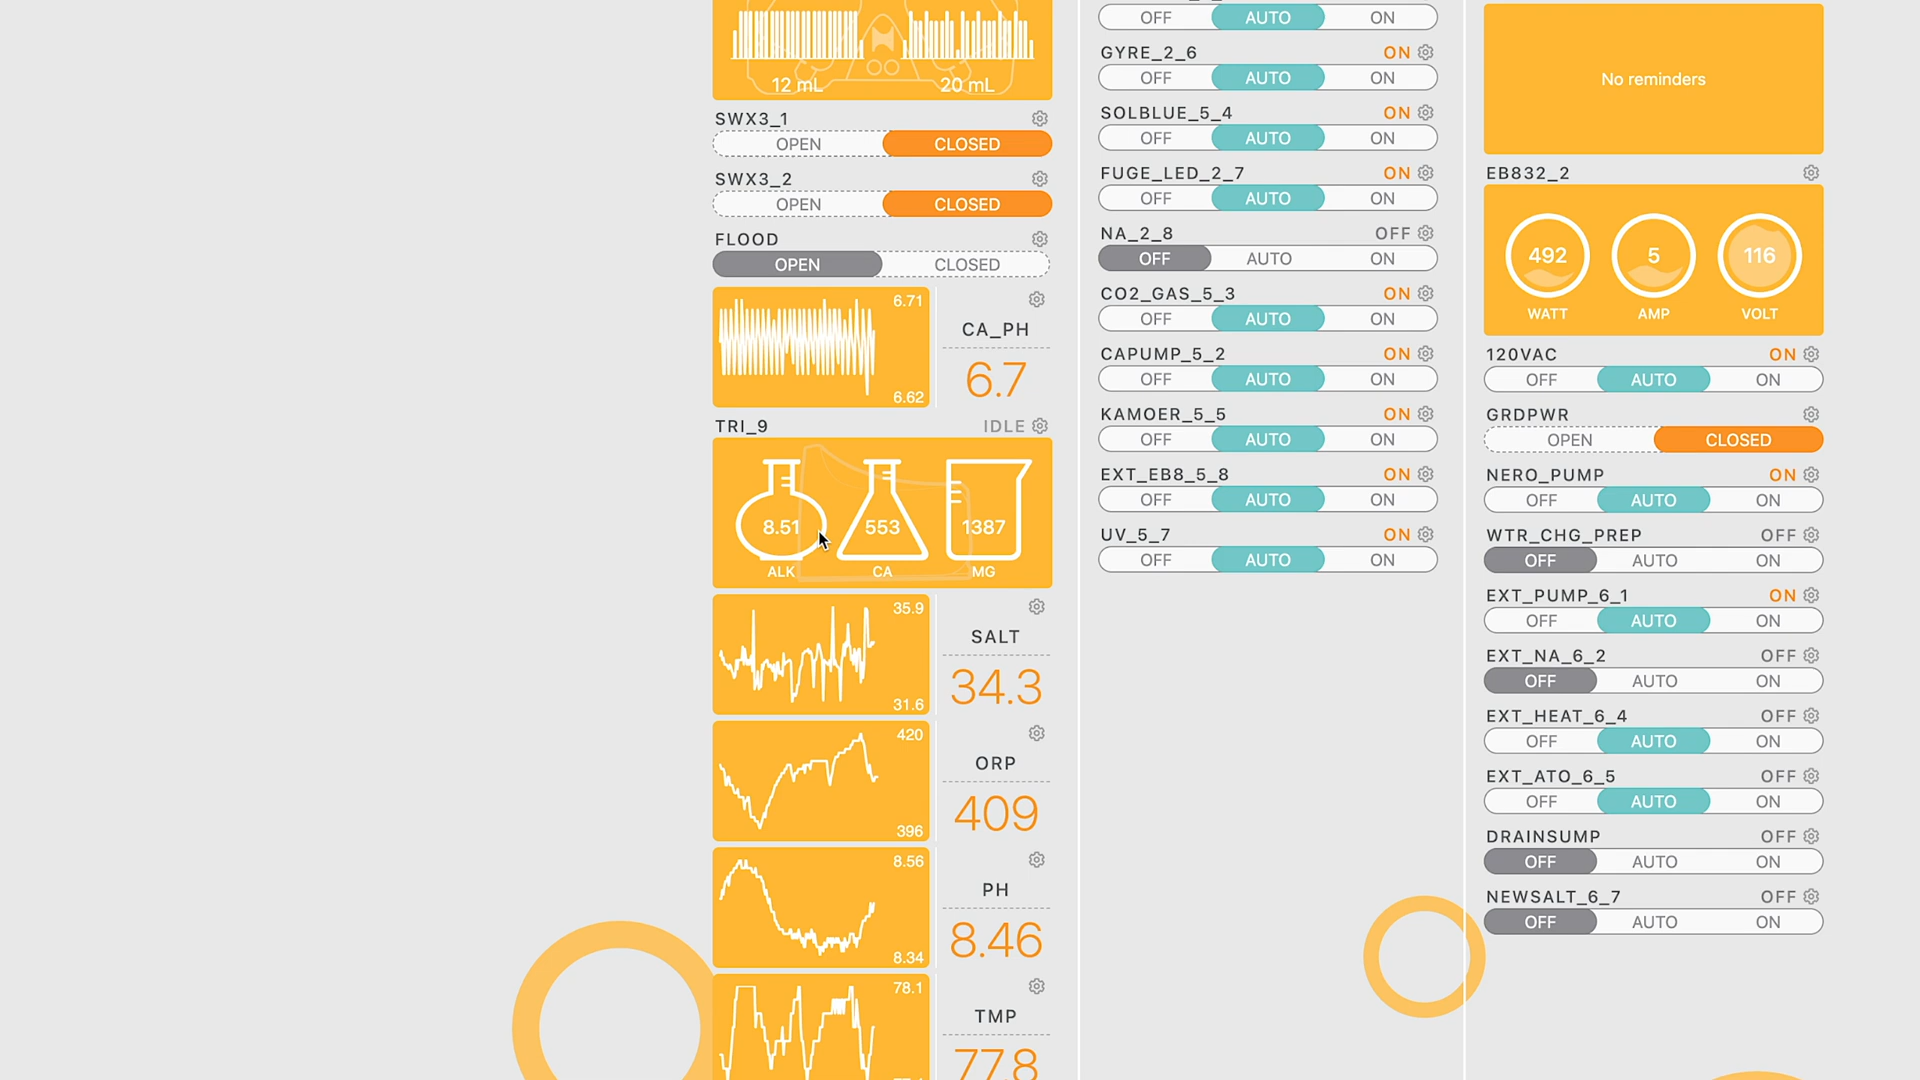 12 mL 20 mL
SWX3_1
OPEN CLOSED
SWX3_2
OPEN CLOSED
FLOOD
OPEN CLOSED
6.71
CA_PH
6.7
6.62
TRI_9 IDLE
8.51 553 1387
ALK CA MG
35.9
SALT
34.3
31.6
420
ORP
409
396
8.56
PH
8.46
8.34
78.1
TMP
77.8
OFF AUTO ON
GYRE_2_6 ON
OFF AUTO ON
SOLBLUE_5_4 ON
OFF AUTO ON
FUGE_LED_2_7 ON
OFF AUTO ON
NA_2_8 OFF
OFF AUTO ON
CO2_GAS_5_3 ON
OFF AUTO ON
CAPUMP_5_2 ON
OFF AUTO ON
KAMOER_5_5 ON
OFF AUTO ON
EXT_EB8_5_8 ON
OFF AUTO ON
UV_5_7 ON
OFF AUTO ON
No reminders
EB832_2
492 5 116
WATT AMP VOLT
120VAC ON
OFF AUTO ON
GRDPWR
OPEN CLOSED
NERO_PUMP ON
OFF AUTO ON
WTR_CHG_PREP OFF
OFF AUTO ON
EXT_PUMP_6_1 ON
OFF AUTO ON
EXT_NA_6_2 OFF
OFF AUTO ON
EXT_HEAT_6_4 OFF
OFF AUTO ON
EXT_ATO_6_5 OFF
OFF AUTO ON
DRAINSUMP OFF
OFF AUTO ON
NEWSALT_6_7 OFF
OFF AUTO ON